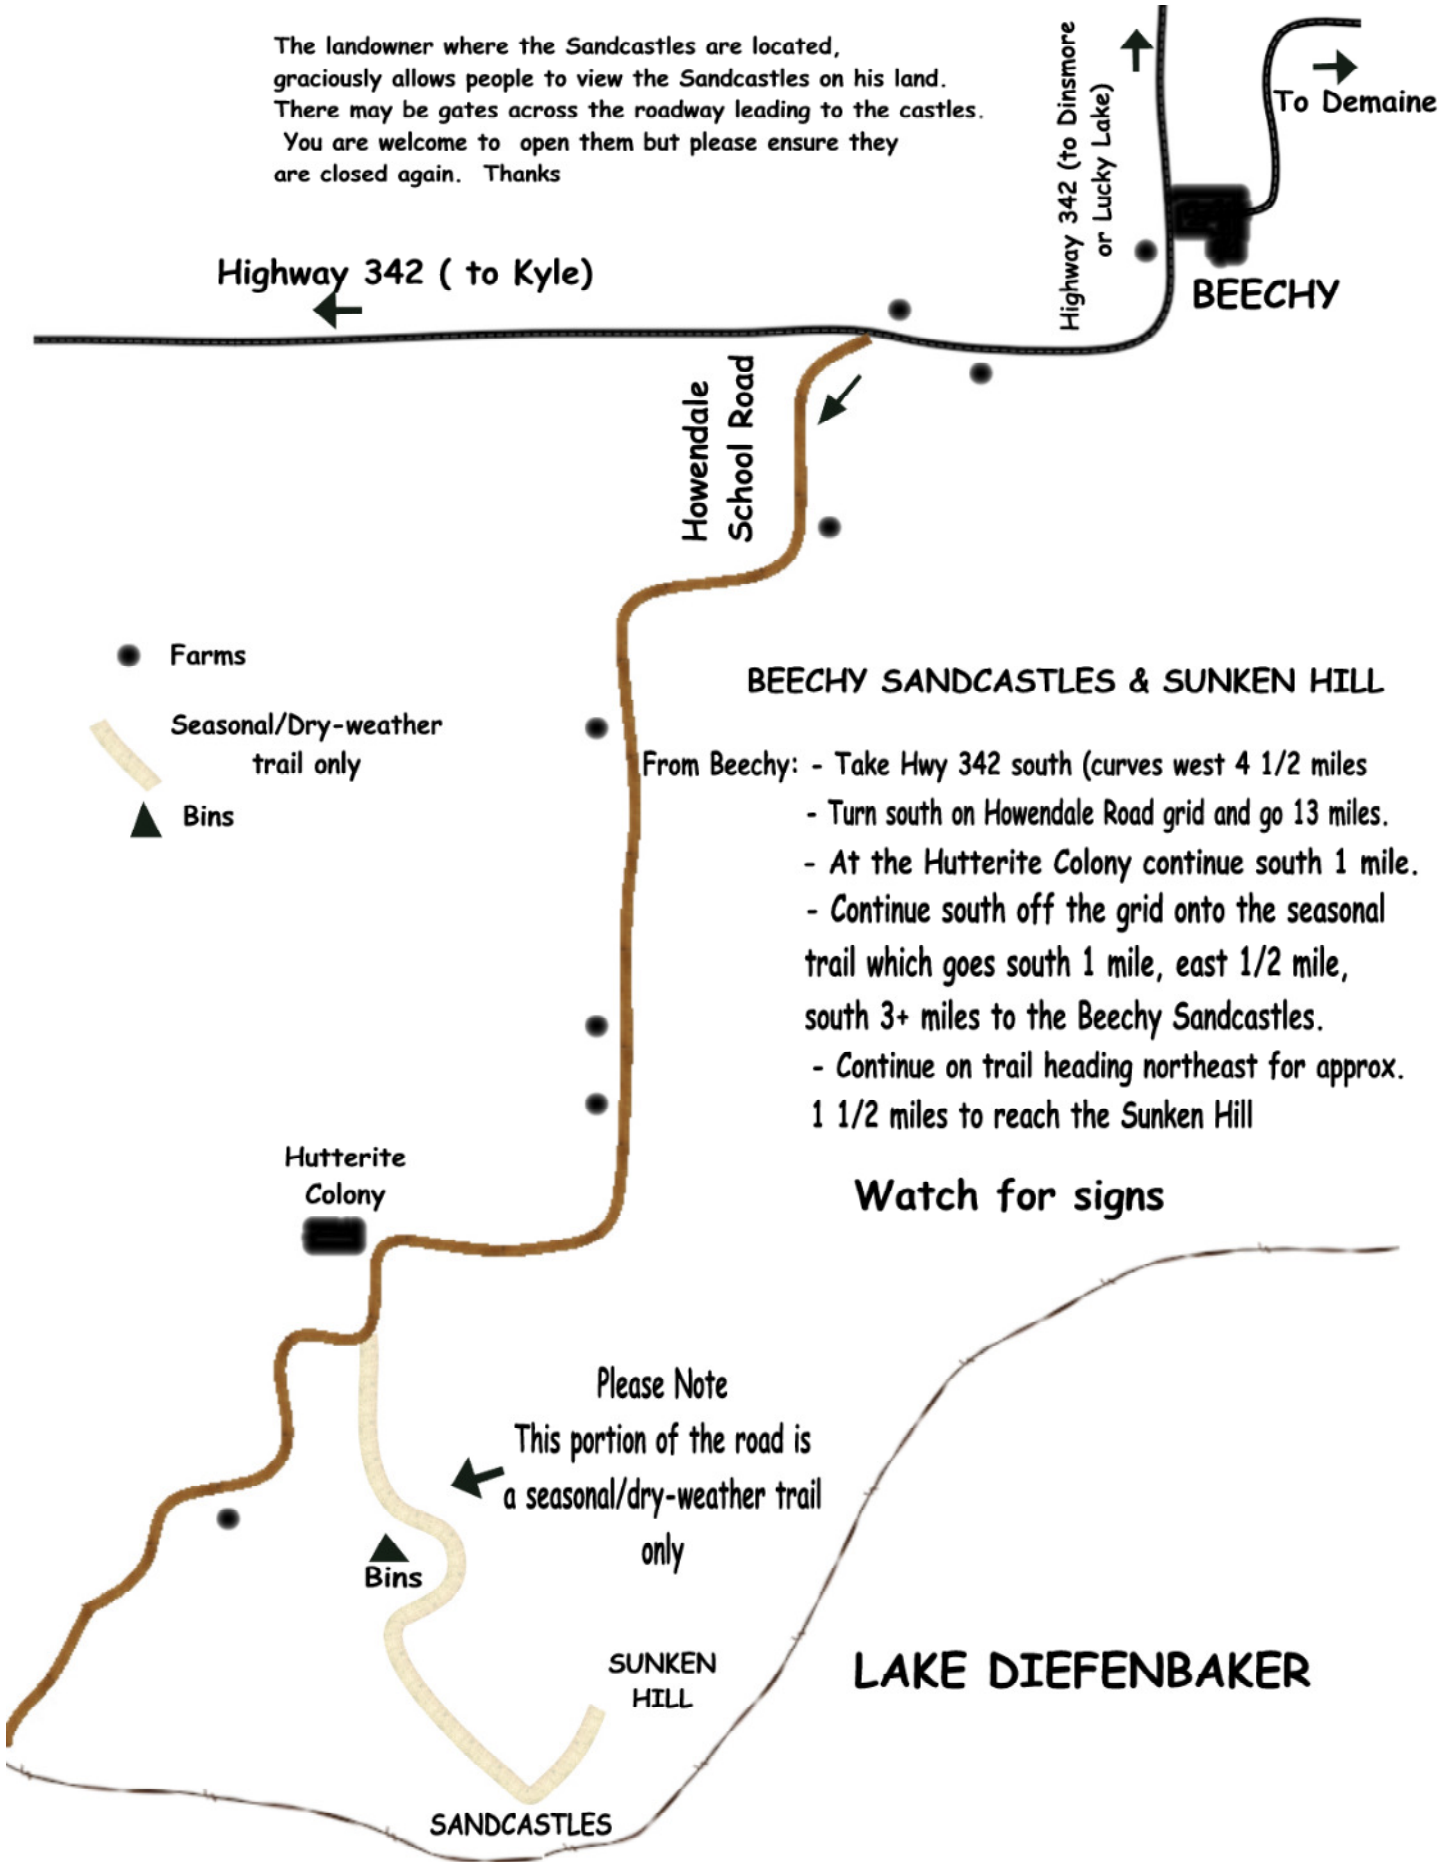 The landowner where the Sandcastles are located,
graciously allows people to view the Sandcastles on his land.
There may be gates across the roadway leading to the castles.
You are welcome to open them but please ensure they
are closed again. Thanks
Highway 342 (to Dinsmore
or Lucky Lake)
To Demaine
Highway 342 ( to Kyle)
BEECHY
Howendale
School Road
Farms
Seasonal/Dry-weather
trail only
Bins
BEECHY SANDCASTLES & SUNKEN HILL
From Beechy: - Take Hwy 342 south (curves west 4 1/2 miles
- Turn south on Howendale Road grid and go 13 miles.
- At the Hutterite Colony continue south 1 mile.
- Continue south off the grid onto the seasonal
trail which goes south 1 mile, east 1/2 mile,
south 3+ miles to the Beechy Sandcastles.
- Continue on trail heading northeast for approx.
1 1/2 miles to reach the Sunken Hill
Watch for signs
Hutterite
Colony
Please Note
This portion of the road is
a seasonal/dry-weather trail
only
Bins
SUNKEN
HILL
LAKE DIEFENBAKER
SANDCASTLES